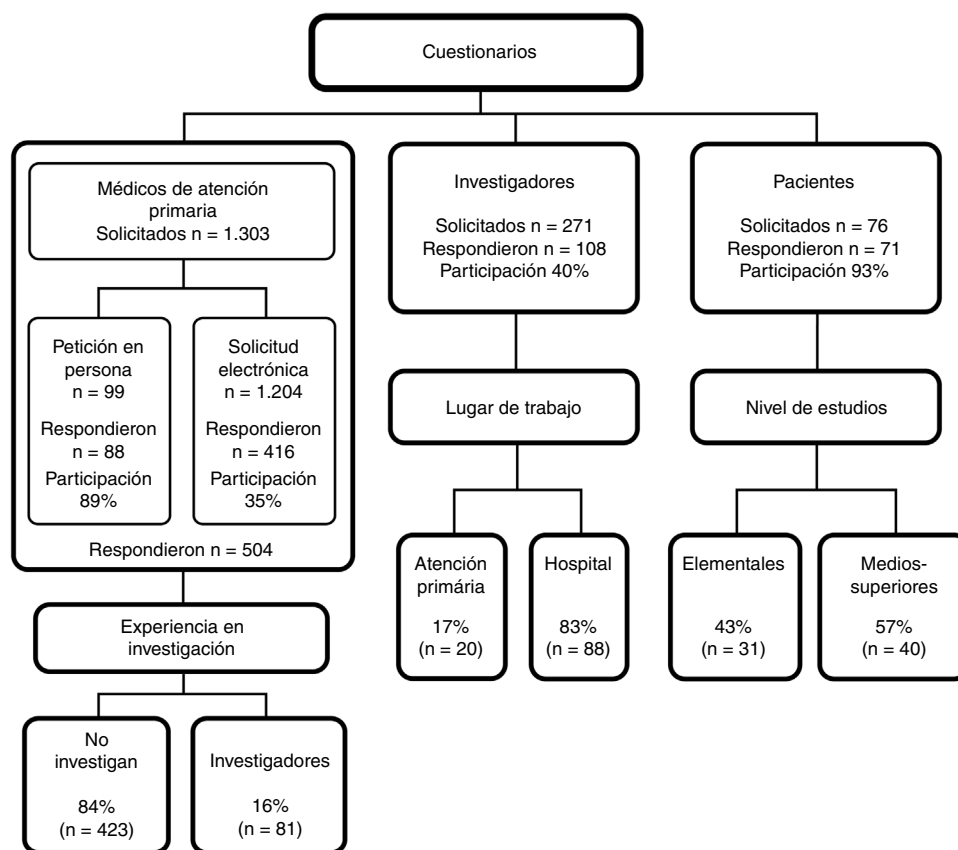 Cuestionarios
Médicos de atención
primaria
Solicitados n = 1.303
Petición en
persona
n = 99
Respondieron
n = 88
Participación
89%
Solicitud
electrónica
n = 1.204
Respondieron
n = 416
Participación
35%
Respondieron n = 504
Experiencia en
investigación
No
investigan
84%
(n = 423)
Investigadores
16%
(n = 81)
Investigadores
Solicitados n = 271
Respondieron n = 108
Participación 40%
Lugar de trabajo
Atención
primária
17%
(n = 20)
Hospital
83%
(n = 88)
Pacientes
Solicitados n = 76
Respondieron n = 71
Participación 93%
Nivel de estudios
Elementales
43%
(n = 31)
Medios-
superiores
57%
(n = 40)